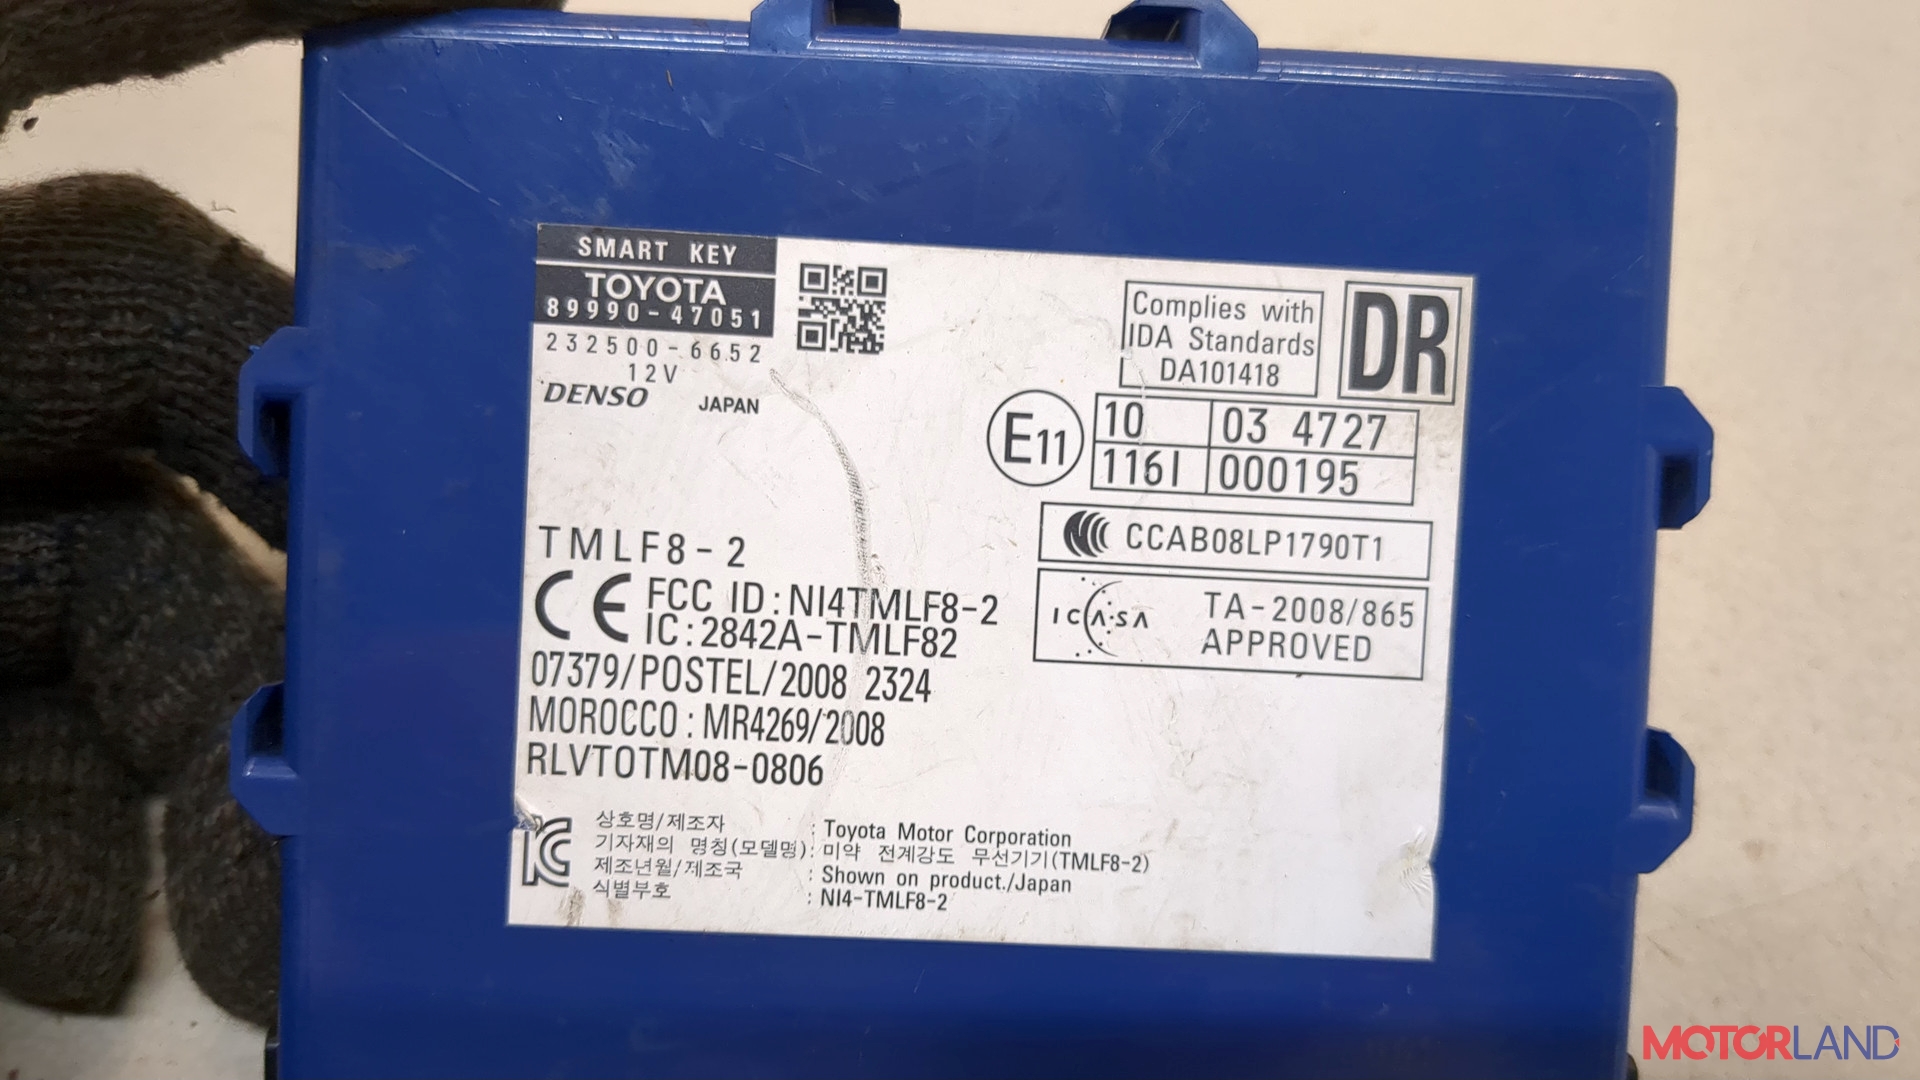 SMART KEY
TOYOTA
89990-47051
232500-6652
12V
DENSO JAPAN
Complies with
IDA Standards
DA101418
DR
E11
10 03 4727
116I 000195
CCAB08LP1790T1
ICASA TA-2008/865
APPROVED
TMLF8-2
CE FCC ID:NI4TMLF8-2
IC:2842A-TMLF82
07379/POSTEL/2008 2324
MOROCCO:MR4269/2008
RLVTOTM08-0806
상호명/제조자 : Toyota Motor Corporation
기자재의 명칭(모델명): 미약 전계강도 무선기기(TMLF8-2)
제조년월/제조국 : Shown on product./Japan
식별부호 : NI4-TMLF8-2
MOTORLAND